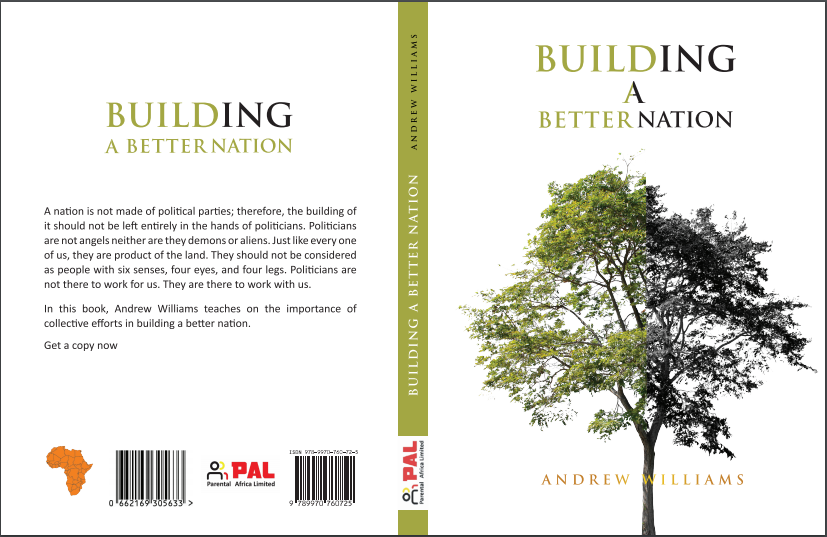 BUILDING
A BETTER NATION
A nation is not made of political parties; therefore, the building of
it should not be left entirely in the hands of politicians. Politicians
are not angels neither are they demons or aliens. Just like every one
of us, they are product of the land. They should not be considered
as people with six senses, four eyes, and four legs. Politicians are
not there to work for us. They are there to work with us.
In this book, Andrew Williams teaches on the importance of
collective efforts in building a better nation.
Get a copy now
0 662169 305633 >
PAL
Parental Africa Limited
ISBN 978-9970-760-72-5
9 789970 760725
ANDREW WILLIAMS
BUILDING A BETTER NATION
PAL
Parental Africa Limited
BUILDING
A
BETTER NATION
ANDREW WILLIAMS